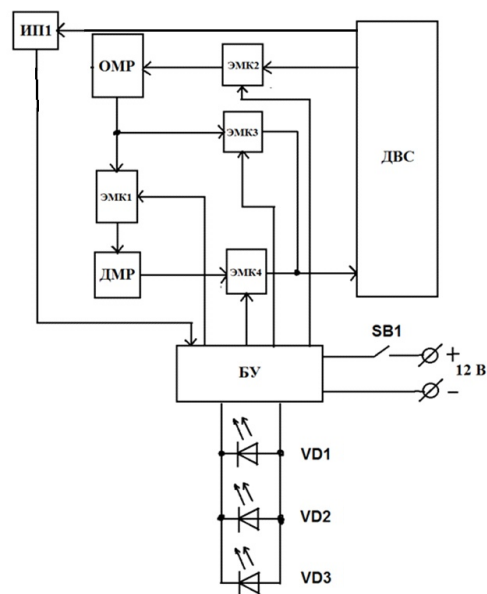 ИП1
ОМР
ЭМК2
ЭМК3
ДВС
ЭМК1
ДМР
ЭМК4
SB1
+
12 В
−
БУ
VD1
VD2
VD3